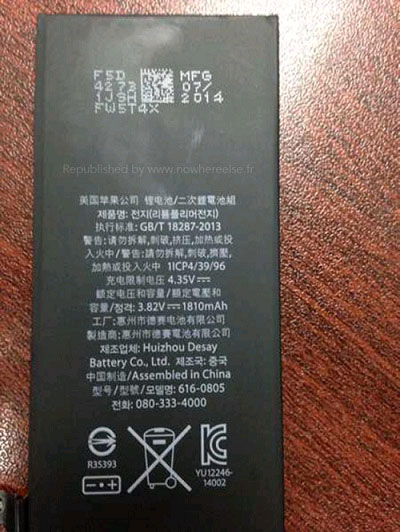 F5D MFG
4273 07/
1JSH 2014
FW5T4X
Republished by www.nowhereelse.fr
美国苹果公司 锂电池/二次鋰電池組
제품명: 전지(리튬폴리머전지)
执行标准: GB/T 18287-2013
警告: 请勿拆解,刺破,挤压,加热或投
入火中/警告: 請勿拆解,刺破,擠壓,
加熱或投入火中 1ICP4/39/96
充电限制电压 4.35V⎓
额定电压和容量/額定電壓和
容量/정격: 3.82V⎓ 1810mAh
工厂: 惠州市德赛电池有限公司
製造商: 惠州市德賽電池有限公司
제조업체: Huizhou Desay
Battery Co., Ltd. 제조국: 중국
中国制造/Assembled in China
型号/型號/모델명: 616-0805
전화: 080-333-4000
R35393
YU12246-
14002